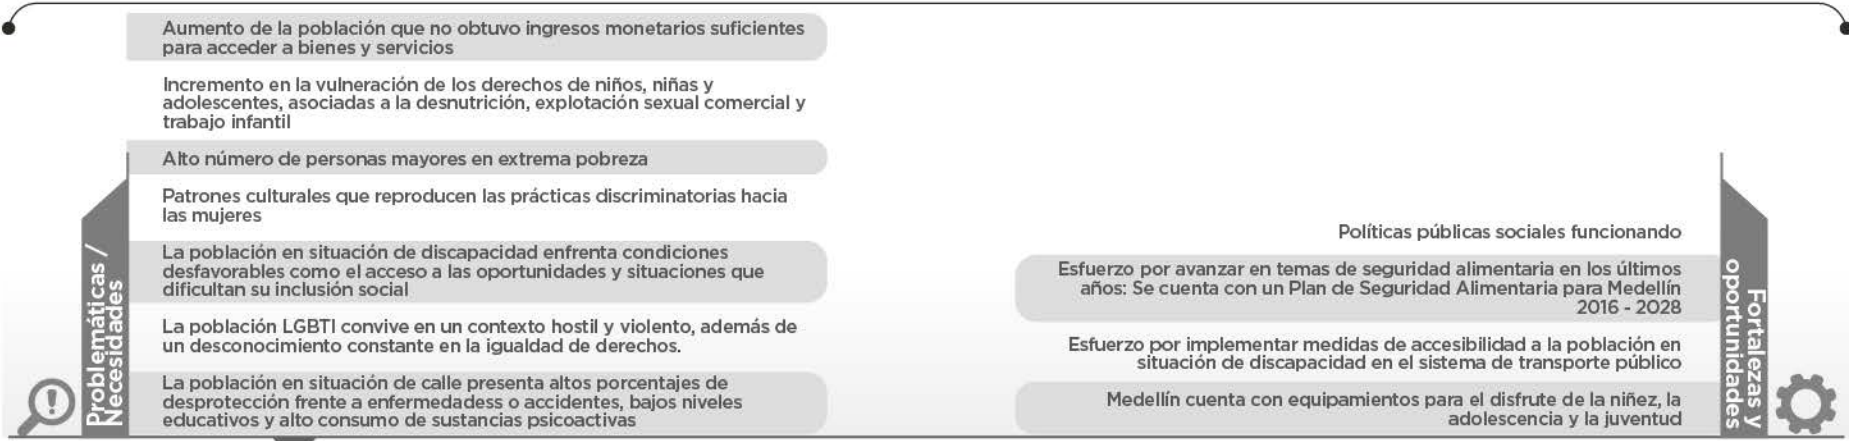 Aumento de la población que no obtuvo ingresos monetarios suficientes
para acceder a bienes y servicios
Incremento en la vulneración de los derechos de niños, niñas y
adolescentes, asociadas a la desnutrición, explotación sexual comercial y
trabajo infantil
Alto número de personas mayores en extrema pobreza
Patrones culturales que reproducen las prácticas discriminatorias hacia
las mujeres
La población en situación de discapacidad enfrenta condiciones
desfavorables como el acceso a las oportunidades y situaciones que
dificultan su inclusión social
La población LGBTI convive en un contexto hostil y violento, además de
un desconocimiento constante en la igualdad de derechos.
La población en situación de calle presenta altos porcentajes de
desprotección frente a enfermedadess o accidentes, bajos niveles
educativos y alto consumo de sustancias psicoactivas
Problemáticas /
Necesidades
Políticas públicas sociales funcionando
Esfuerzo por avanzar en temas de seguridad alimentaria en los últimos
años: Se cuenta con un Plan de Seguridad Alimentaria para Medellín
2016 - 2028
Esfuerzo por implementar medidas de accesibilidad a la población en
situación de discapacidad en el sistema de transporte público
Medellín cuenta con equipamientos para el disfrute de la niñez, la
adolescencia y la juventud
Fortalezas y
oportunidades